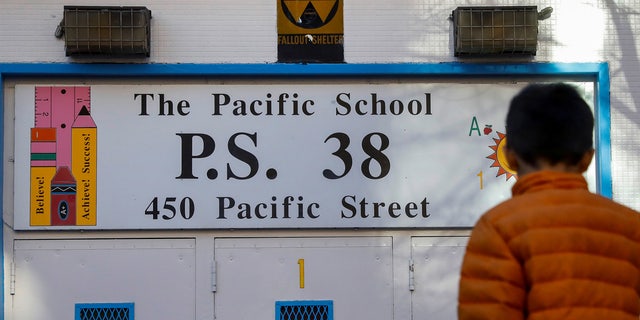 FALLOUT SHELTER
The Pacific School
P.S. 38
450 Pacific Street
Believe!
Achieve! Success!
A+
A
1
1